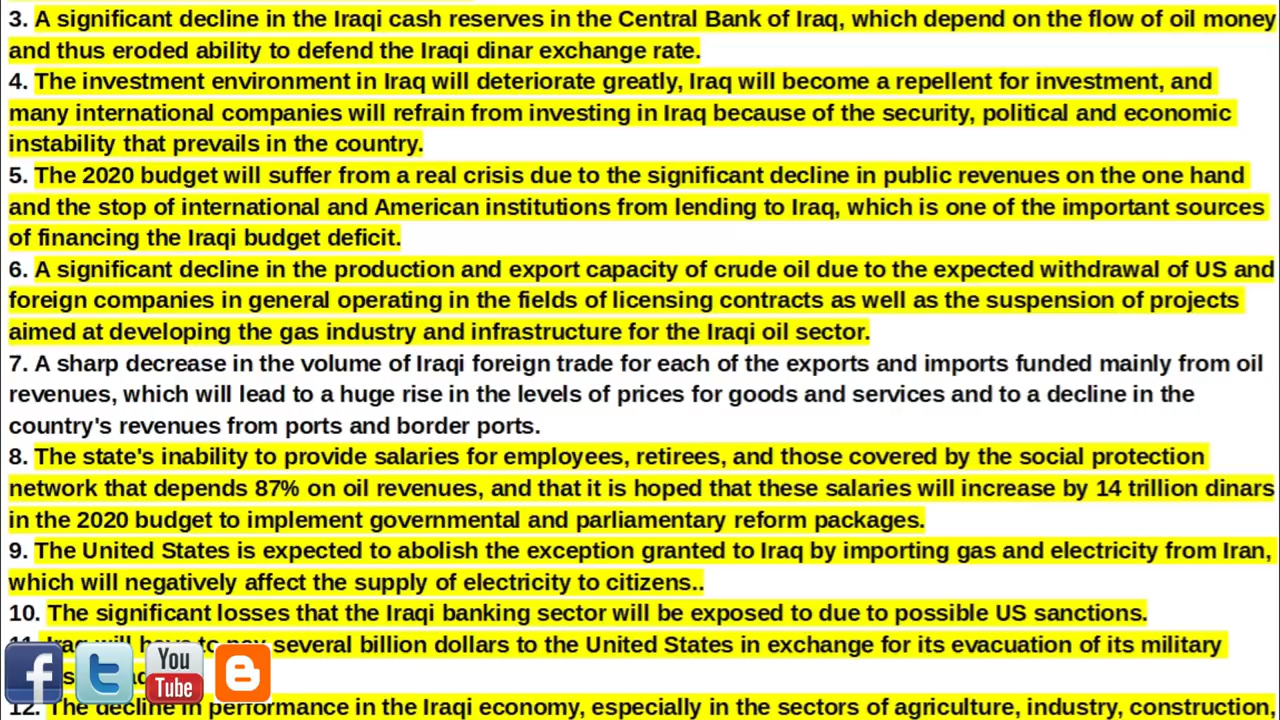 3. A significant decline in the Iraqi cash reserves in the Central Bank of Iraq, which depend on the flow of oil money
and thus eroded ability to defend the Iraqi dinar exchange rate.
4. The investment environment in Iraq will deteriorate greatly, Iraq will become a repellent for investment, and
many international companies will refrain from investing in Iraq because of the security, political and economic
instability that prevails in the country.
5. The 2020 budget will suffer from a real crisis due to the significant decline in public revenues on the one hand
and the stop of international and American institutions from lending to Iraq, which is one of the important sources
of financing the Iraqi budget deficit.
6. A significant decline in the production and export capacity of crude oil due to the expected withdrawal of US and
foreign companies in general operating in the fields of licensing contracts as well as the suspension of projects
aimed at developing the gas industry and infrastructure for the Iraqi oil sector.
7. A sharp decrease in the volume of Iraqi foreign trade for each of the exports and imports funded mainly from oil
revenues, which will lead to a huge rise in the levels of prices for goods and services and to a decline in the
country's revenues from ports and border ports.
8. The state's inability to provide salaries for employees, retirees, and those covered by the social protection
network that depends 87% on oil revenues, and that it is hoped that these salaries will increase by 14 trillion dinars
in the 2020 budget to implement governmental and parliamentary reform packages.
9. The United States is expected to abolish the exception granted to Iraq by importing gas and electricity from Iran,
which will negatively affect the supply of electricity to citizens..
10. The significant losses that the Iraqi banking sector will be exposed to due to possible US sanctions.
11. Iraq will have to pay several billion dollars to the United States in exchange for its evacuation of its military
You Tube
12. The decline in performance in the Iraqi economy, especially in the sectors of agriculture, industry, construction,